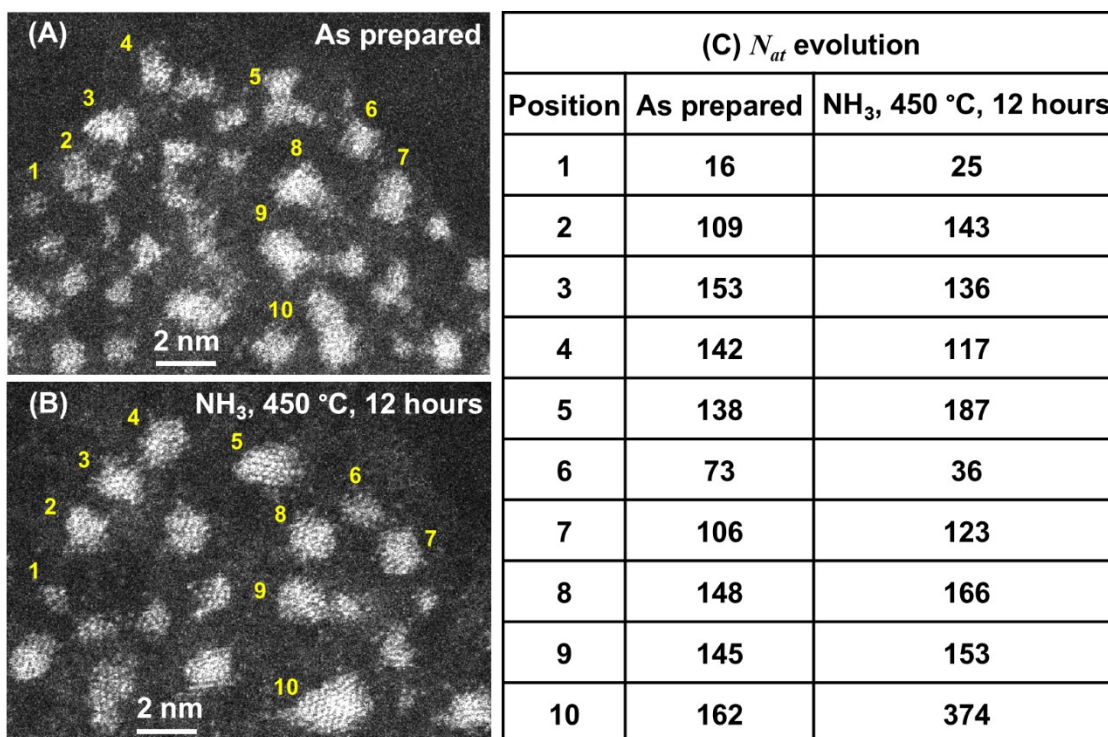 (A) As prepared
4
5
3
6
2
8
7
1
9
10
2 nm
(B) NH₃, 450 °C, 12 hours
4
5
3
6
2
8
7
1
9
10
2 nm
(C) N_at evolution
Position As prepared NH₃, 450 °C, 12 hours
1 16 25
2 109 143
3 153 136
4 142 117
5 138 187
6 73 36
7 106 123
8 148 166
9 145 153
10 162 374